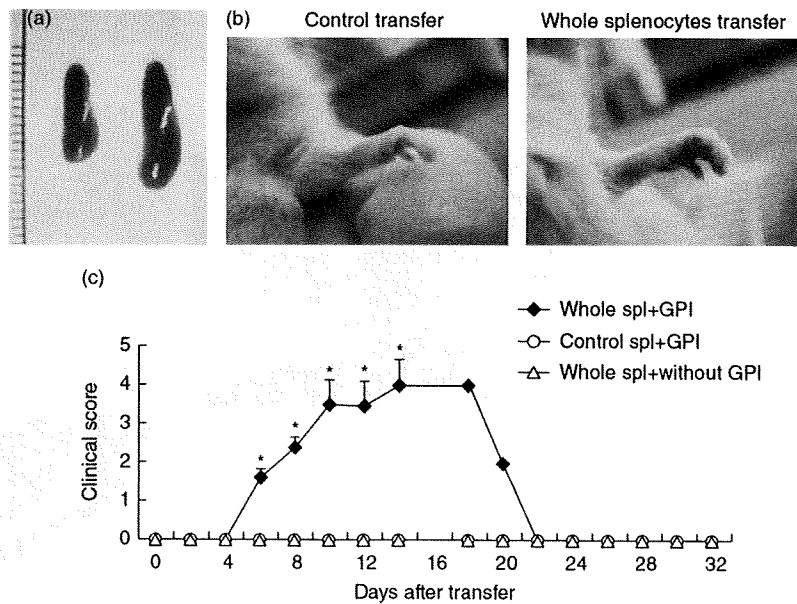 (a)
(b)
Control transfer
Whole splenocytes transfer
(c)
Whole spl+GPI
Control spl+GPI
Whole spl+without GPI
5
4
3
2
1
0
* * * * *
Clinical score
0 4 8 12 16 20 24 28 32
Days after transfer